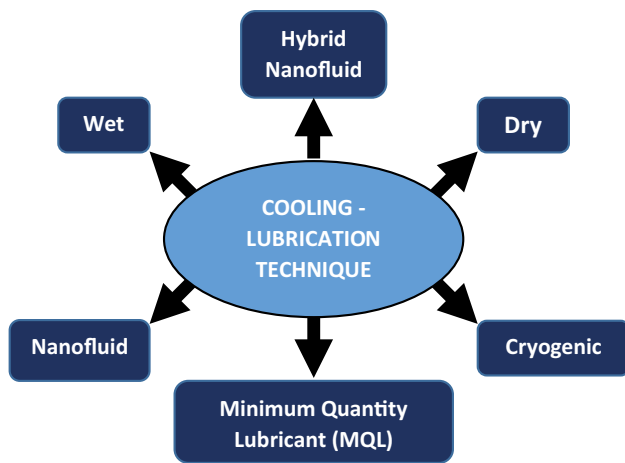 Hybrid
Nanofluid
Wet
Dry
COOLING -
LUBRICATION
TECHNIQUE
Nanofluid
Cryogenic
Minimum Quantity
Lubricant (MQL)